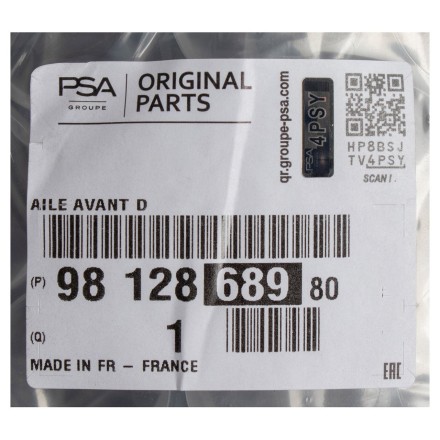 PSA
GROUPE
ORIGINAL
PARTS
qr.groupe-psa.com
PSA 4PSY
HP8BSJ
TV4PSY
SCAN !
AILE AVANT D
(P) 98 128 689 80
(Q) 1
MADE IN FR – FRANCE
EAC